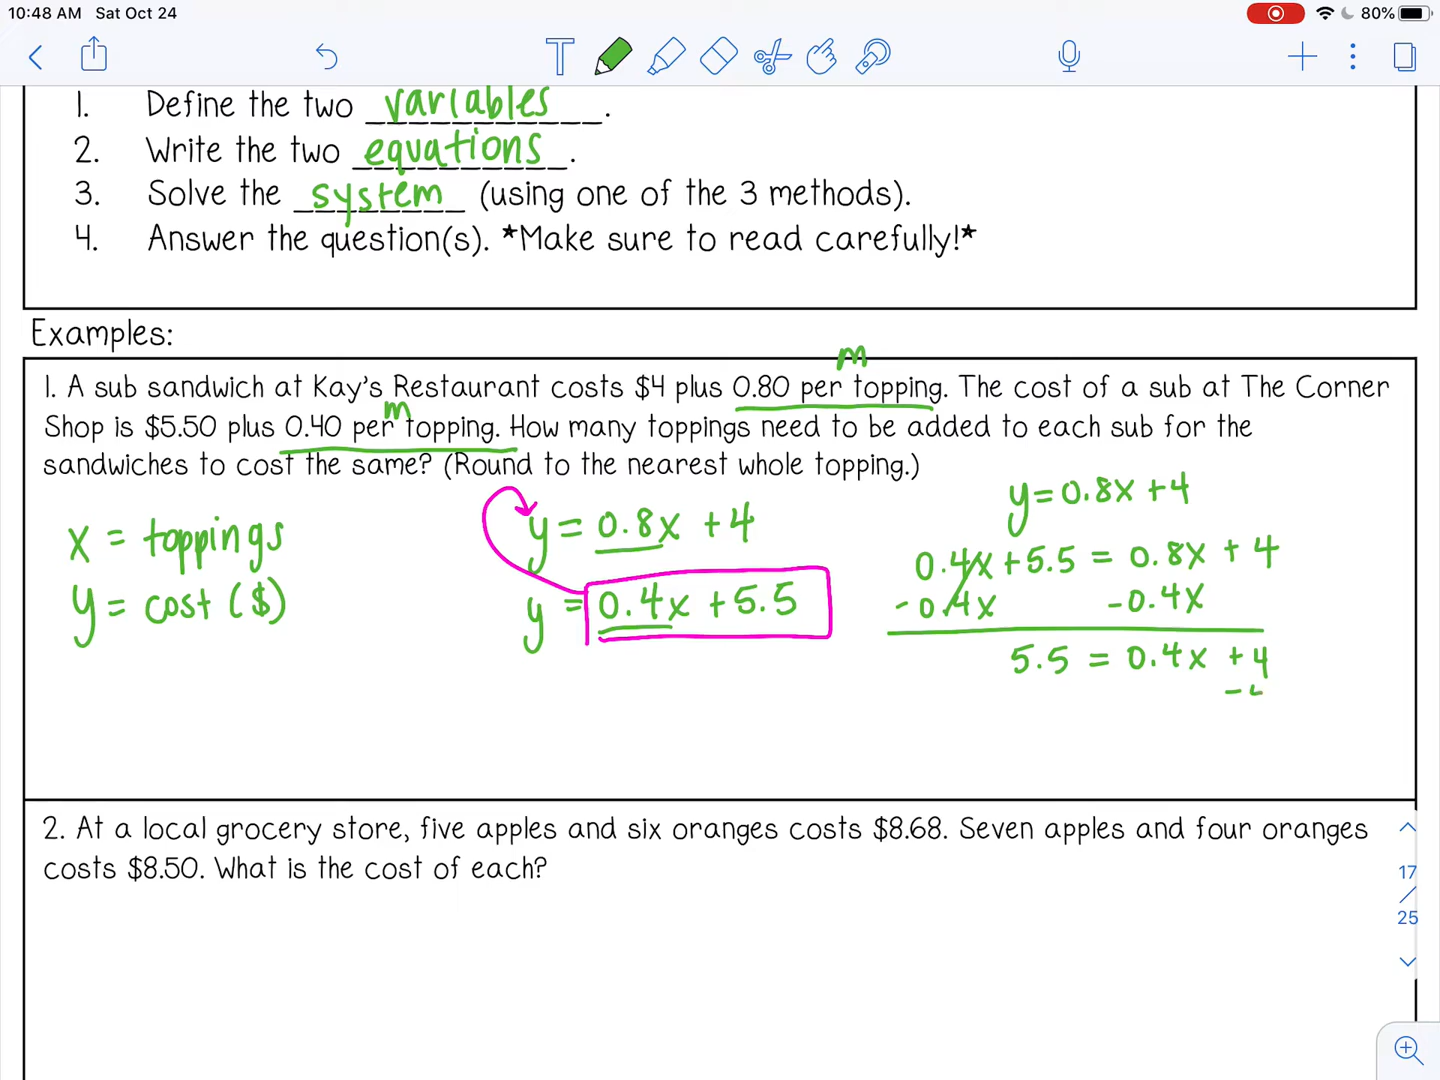 10:48 AM Sat Oct 24
80%
1. Define the two variables.
2. Write the two equations.
3. Solve the system (using one of the 3 methods).
4. Answer the question(s). *Make sure to read carefully!*
Examples:
m
1. A sub sandwich at Kay's Restaurant costs $4 plus 0.80 per topping. The cost of a sub at The Corner
m
Shop is $5.50 plus 0.40 per topping. How many toppings need to be added to each sub for the
sandwiches to cost the same? (Round to the nearest whole topping.)
x = toppings
y = cost ($)
y = 0.8x + 4
y = 0.4x + 5.5
y = 0.8x + 4
0.4x + 5.5 = 0.8x + 4
- 0.4x - 0.4x
5.5 = 0.4x + 4
2. At a local grocery store, five apples and six oranges costs $8.68. Seven apples and four oranges
costs $8.50. What is the cost of each?
17
/
25